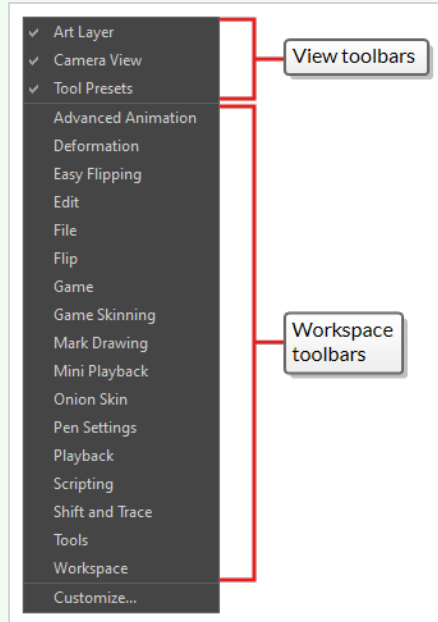 Art Layer
Camera View
Tool Presets
Advanced Animation
Deformation
Easy Flipping
Edit
File
Flip
Game
Game Skinning
Mark Drawing
Mini Playback
Onion Skin
Pen Settings
Playback
Scripting
Shift and Trace
Tools
Workspace
Customize...
View toolbars
Workspace
toolbars